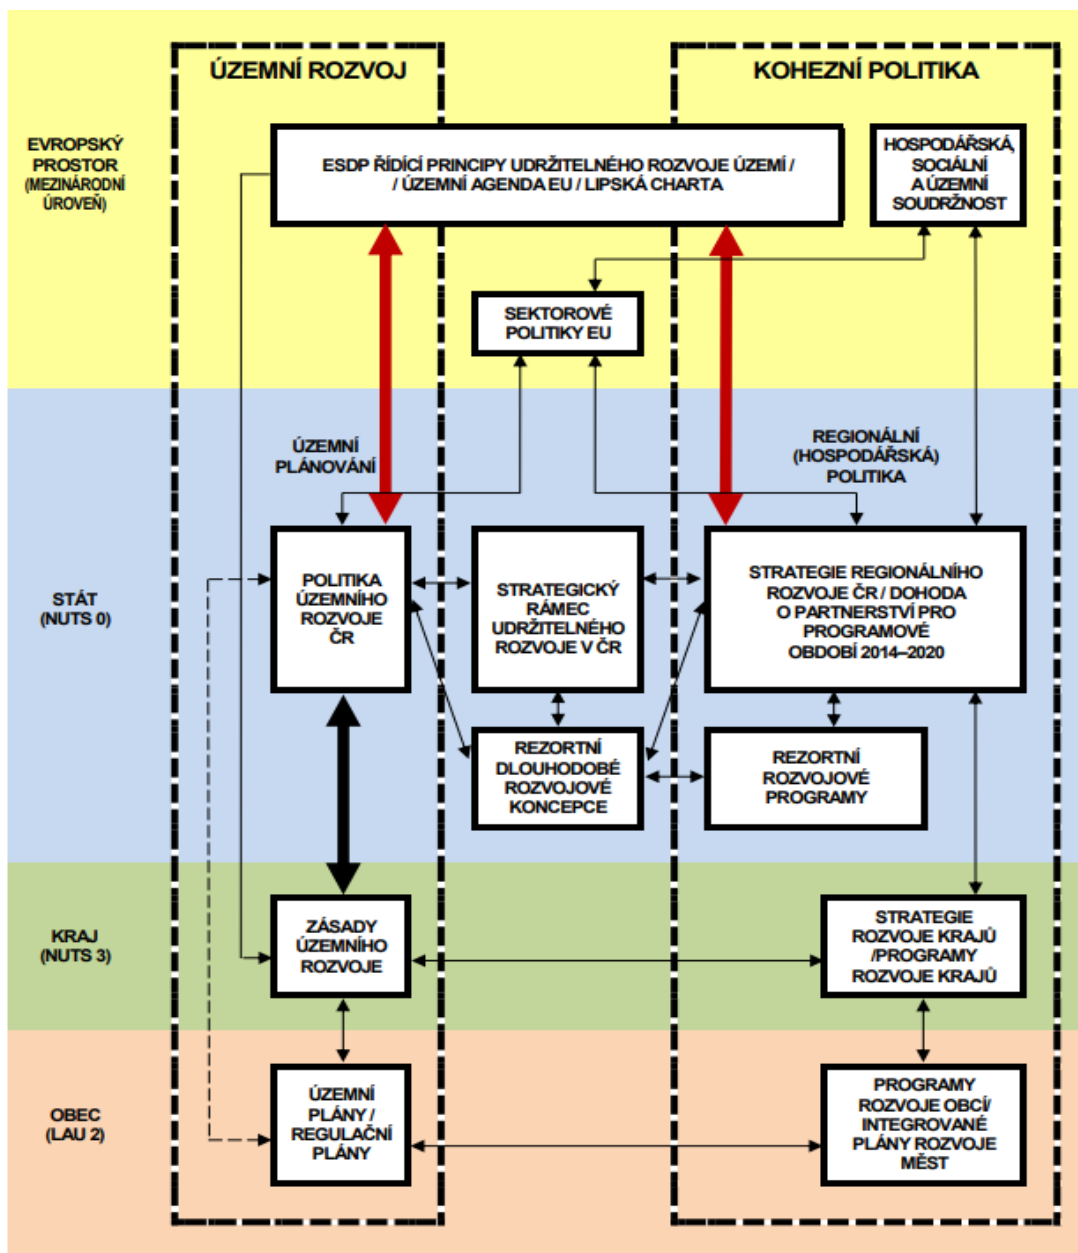 ÚZEMNÍ ROZVOJ
KOHEZNÍ POLITIKA
EVROPSKÝ
PROSTOR
(MEZINÁRODNÍ
ÚROVEŇ)
ESDP ŘÍDÍCÍ PRINCIPY UDRŽITELNÉHO ROZVOJE ÚZEMÍ /
/ ÚZEMNÍ AGENDA EU / LIPSKÁ CHARTA
HOSPODÁŘSKÁ,
SOCIÁLNÍ
A ÚZEMNÍ
SOUDRŽNOST
SEKTOROVÉ
POLITIKY EU
ÚZEMNÍ
PLÁNOVÁNÍ
REGIONÁLNÍ
(HOSPODÁŘSKÁ)
POLITIKA
STÁT
(NUTS 0)
POLITIKA
ÚZEMNÍHO
ROZVOJE
ČR
STRATEGICKÝ
RÁMEC
UDRŽITELNÉHO
ROZVOJE V ČR
STRATEGIE REGIONÁLNÍHO
ROZVOJE ČR / DOHODA
O PARTNERSTVÍ PRO
PROGRAMOVÉ
OBDOBÍ 2014–2020
REZORTNÍ
DLOUHODOBÉ
ROZVOJOVÉ
KONCEPCE
REZORTNÍ
ROZVOJOVÉ
PROGRAMY
KRAJ
(NUTS 3)
ZÁSADY
ÚZEMNÍHO
ROZVOJE
STRATEGIE
ROZVOJE KRAJŮ
/PROGRAMY
ROZVOJE KRAJŮ
OBEC
(LAU 2)
ÚZEMNÍ
PLÁNY /
REGULAČNÍ
PLÁNY
PROGRAMY
ROZVOJE OBCÍ/
INTEGROVANÉ
PLÁNY ROZVOJE
MĚST